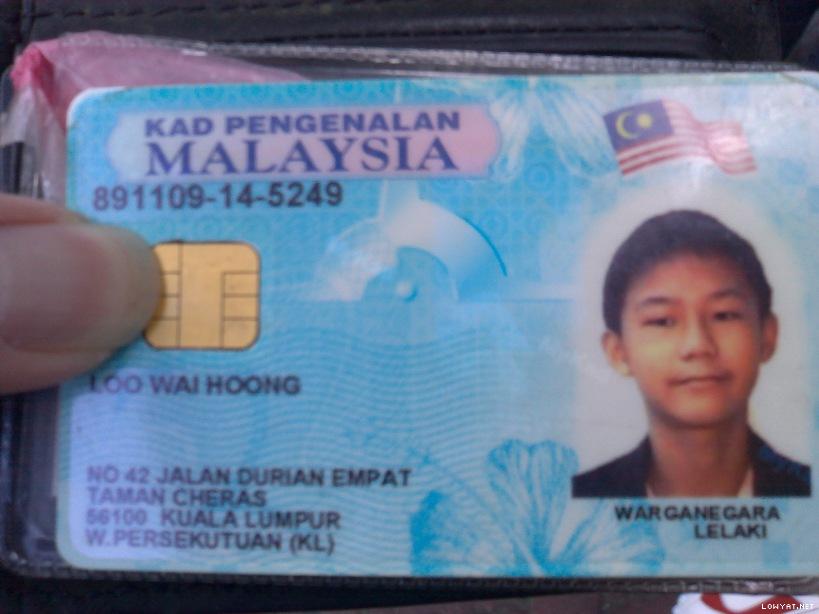 KAD PENGENALAN
MALAYSIA
891109-14-5249
LOO WAI HOONG
NO 42 JALAN DURIAN EMPAT
TAMAN CHERAS
56100 KUALA LUMPUR
W.PERSEKUTUAN (KL)
WARGANEGARA
LELAKI
LOWYAT.NET